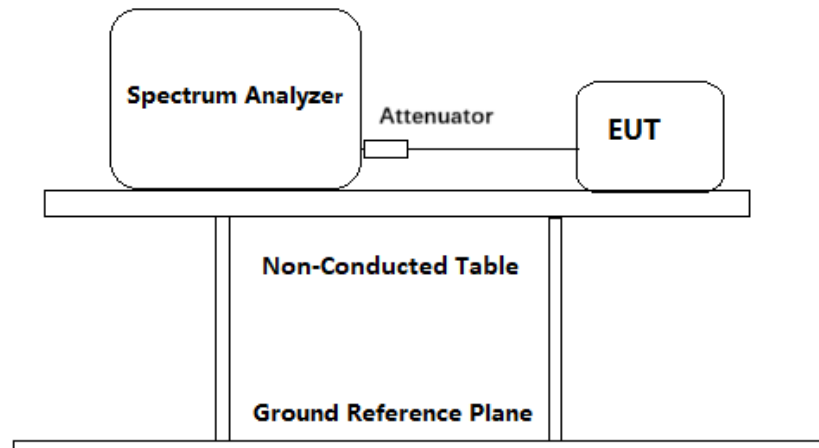 Spectrum Analyzer
Attenuator
EUT
Non-Conducted Table
Ground Reference Plane